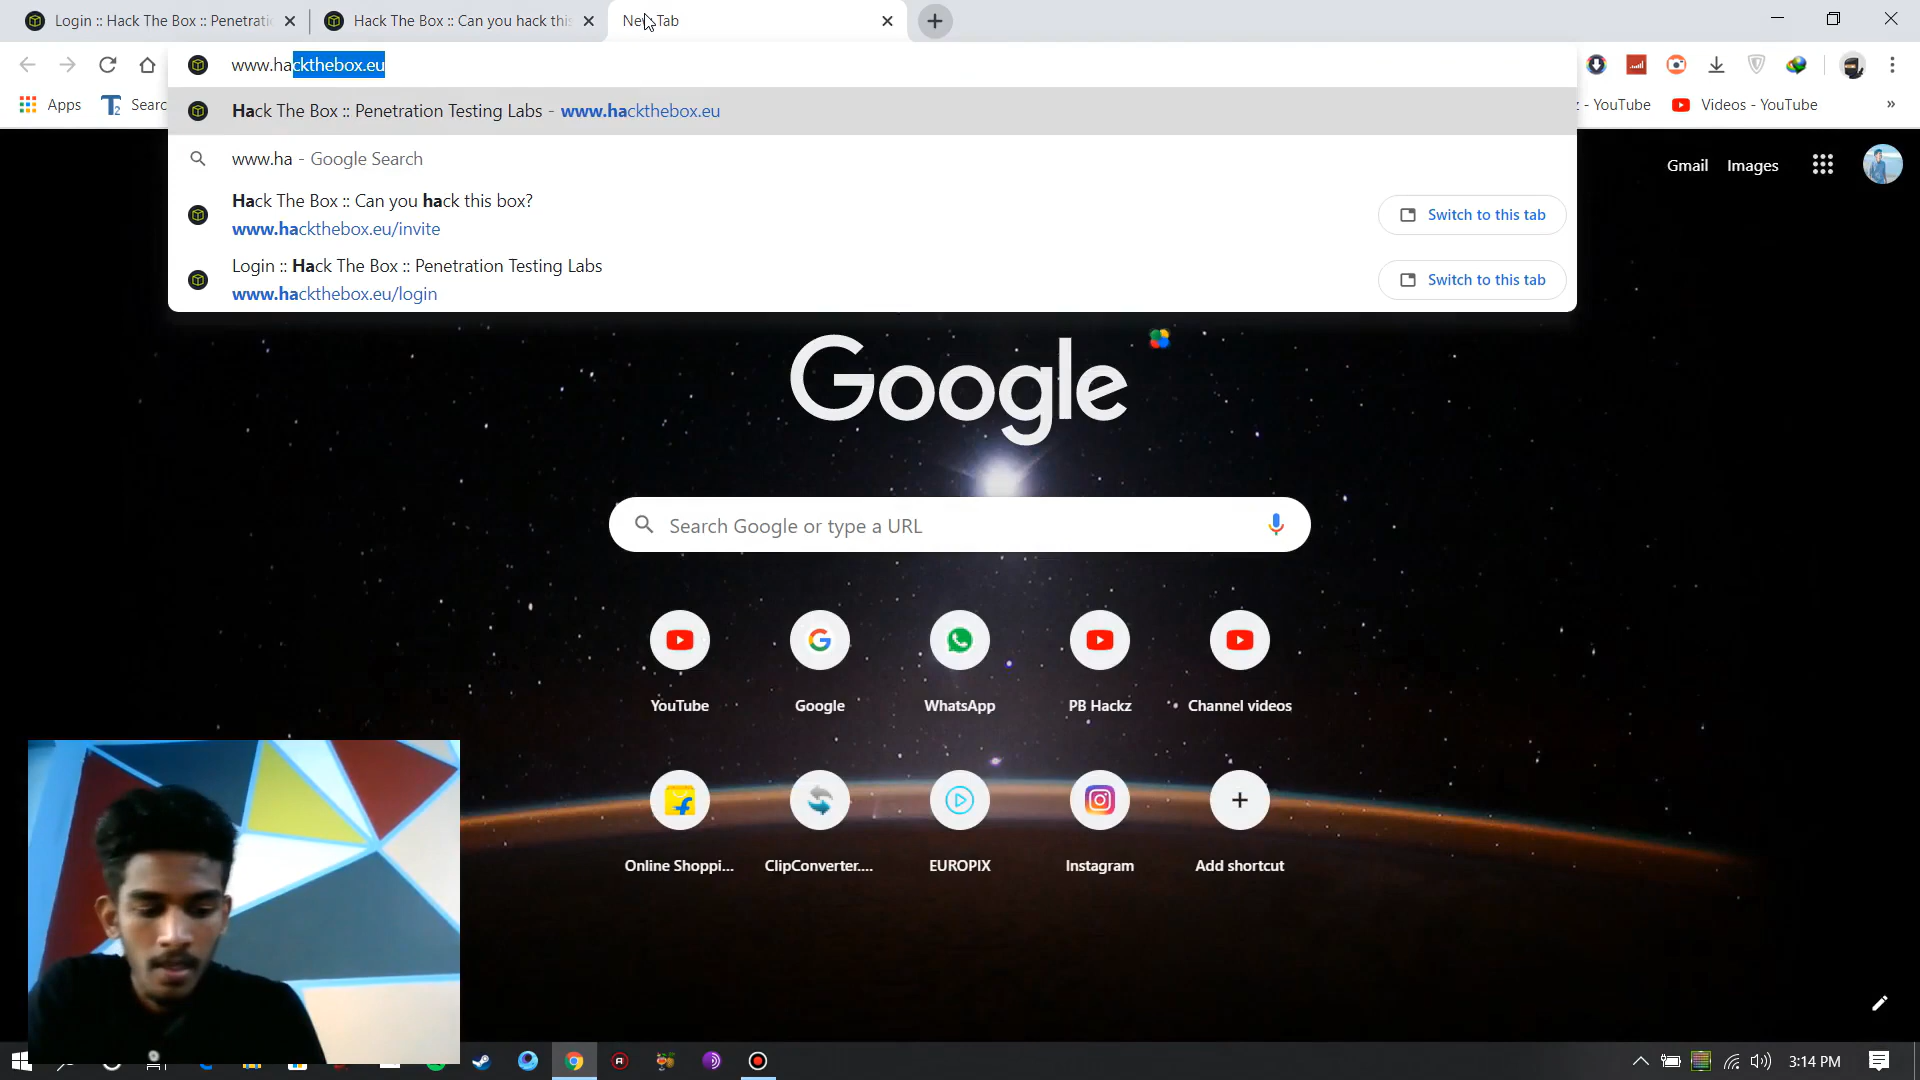 Login :: Hack The Box :: Penetratio
Hack The Box :: Can you hack this
New Tab
www.hackthebox.eu
Apps
Searc
- YouTube
Videos - YouTube
»
Hack The Box :: Penetration Testing Labs - www.hackthebox.eu
www.ha - Google Search
Hack The Box :: Can you hack this box?
www.hackthebox.eu/invite
Switch to this tab
Login :: Hack The Box :: Penetration Testing Labs
www.hackthebox.eu/login
Switch to this tab
Gmail
Images
Google
Search Google or type a URL
YouTube
Google
WhatsApp
PB Hackz
Channel videos
Online Shoppi...
ClipConverter....
EUROPIX
Instagram
Add shortcut
3:14 PM